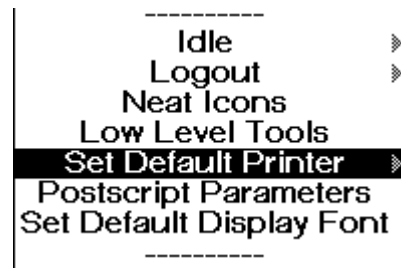 ----------
Idle
Logout
Neat Icons
Low Level Tools
Set Default Printer
Postscript Parameters
Set Default Display Font
----------